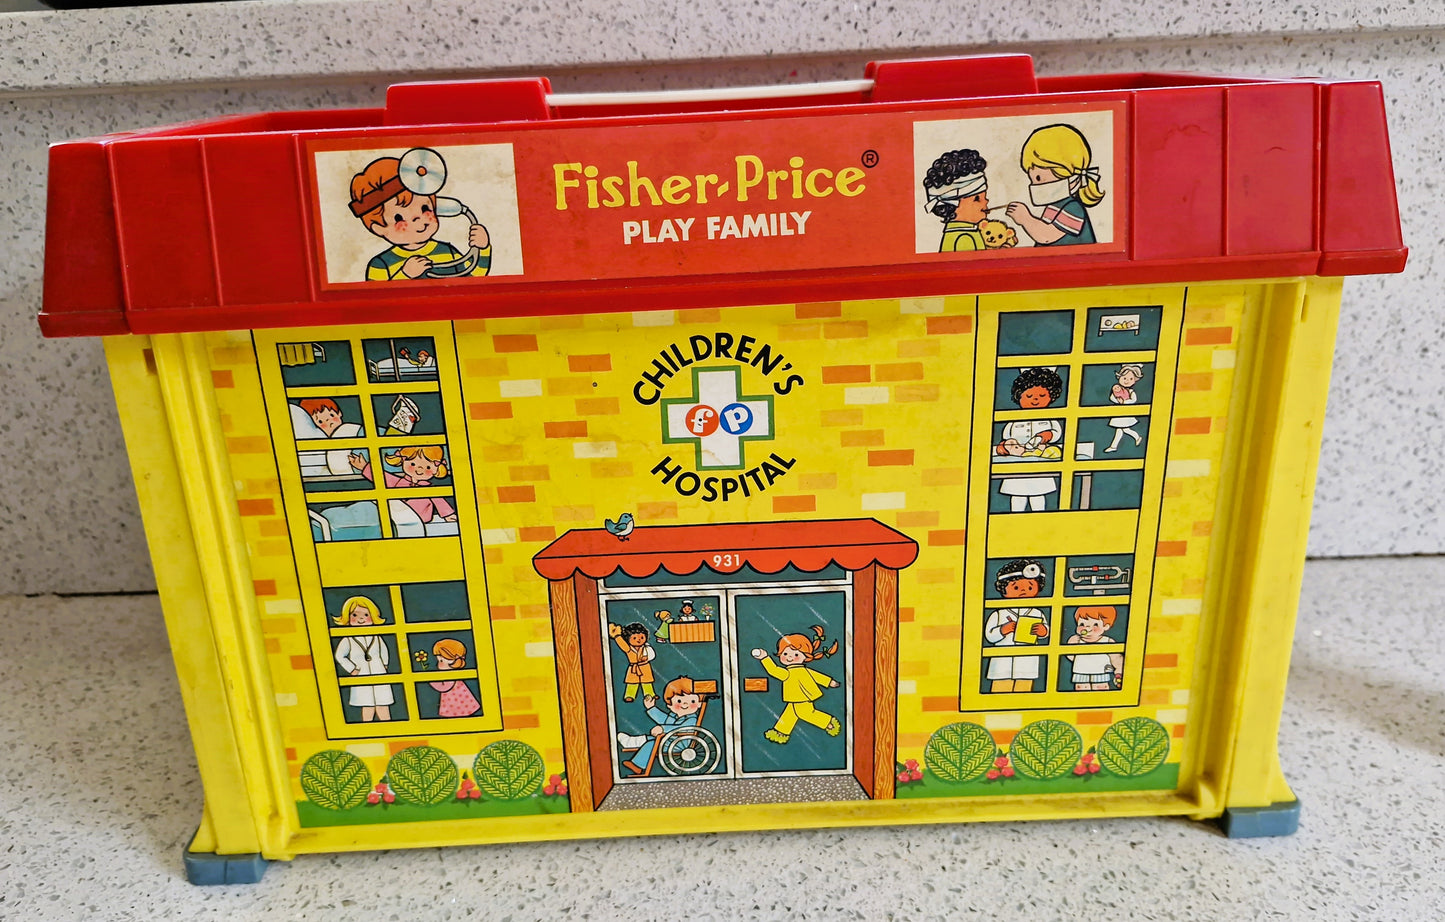 Fisher-Price®
PLAY FAMILY
CHILDREN'S
fp
HOSPITAL
931